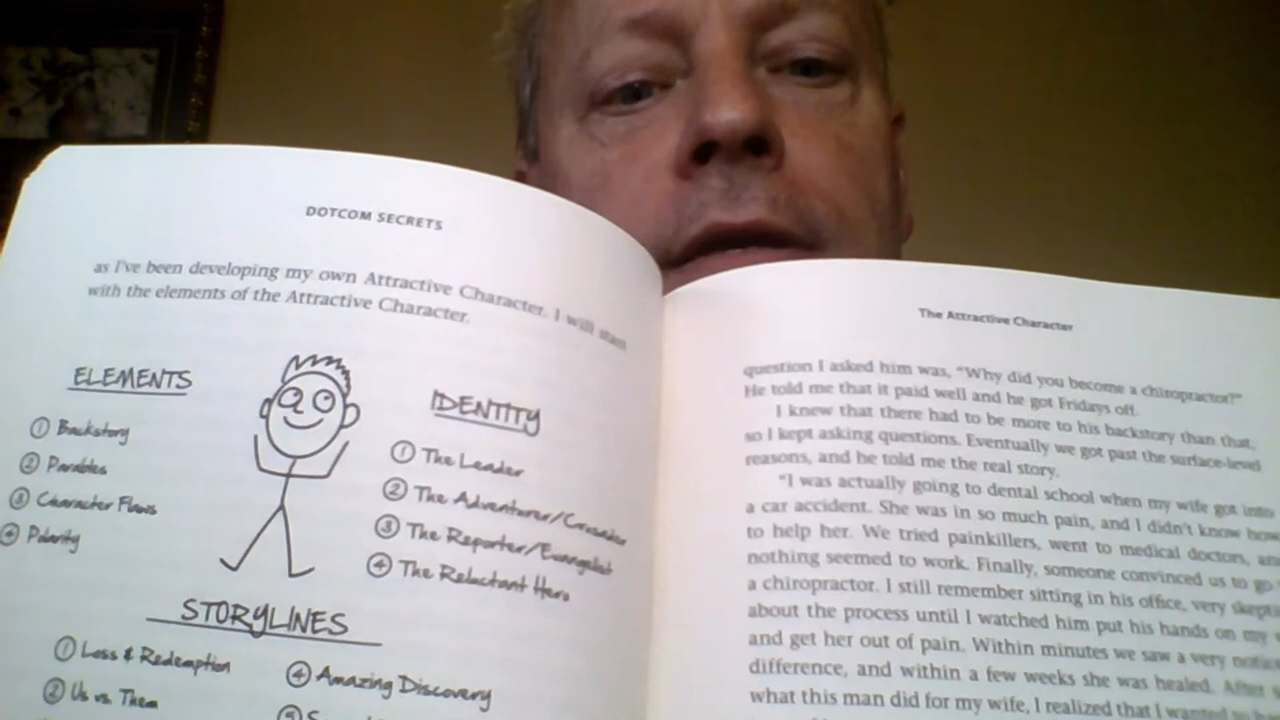 DOTCOM SECRETS
as I've been developing my own Attractive Character. I will start
with the elements of the Attractive Character.
ELEMENTS
① Backstory
② Parables
③ Character Flaws
④ Polarity
IDENTITY
① The Leader
② The Adventurer/Crusader
③ The Reporter/Evangelist
④ The Reluctant Hero
STORYLINES
① Loss & Redemption
② Us vs. Them
④ Amazing Discovery
The Attractive Character
question I asked him was, "Why did you become a chiropractor?"
He told me that it paid well and he got Fridays off.
I knew that there had to be more to his backstory than that,
so I kept asking questions. Eventually we got past the surface-level
reasons, and he told me the real story.
"I was actually going to dental school when my wife got into
a car accident. She was in so much pain, and I didn't know how
to help her. We tried painkillers, went to medical doctors, and
nothing seemed to work. Finally, someone convinced us to go
a chiropractor. I still remember sitting in his office, very
about the process until I watched him put his hands on my
and get her out of pain. Within minutes we saw a very
difference, and within a few weeks she was healed. After
what this man did for my wife, I realized that I wanted to